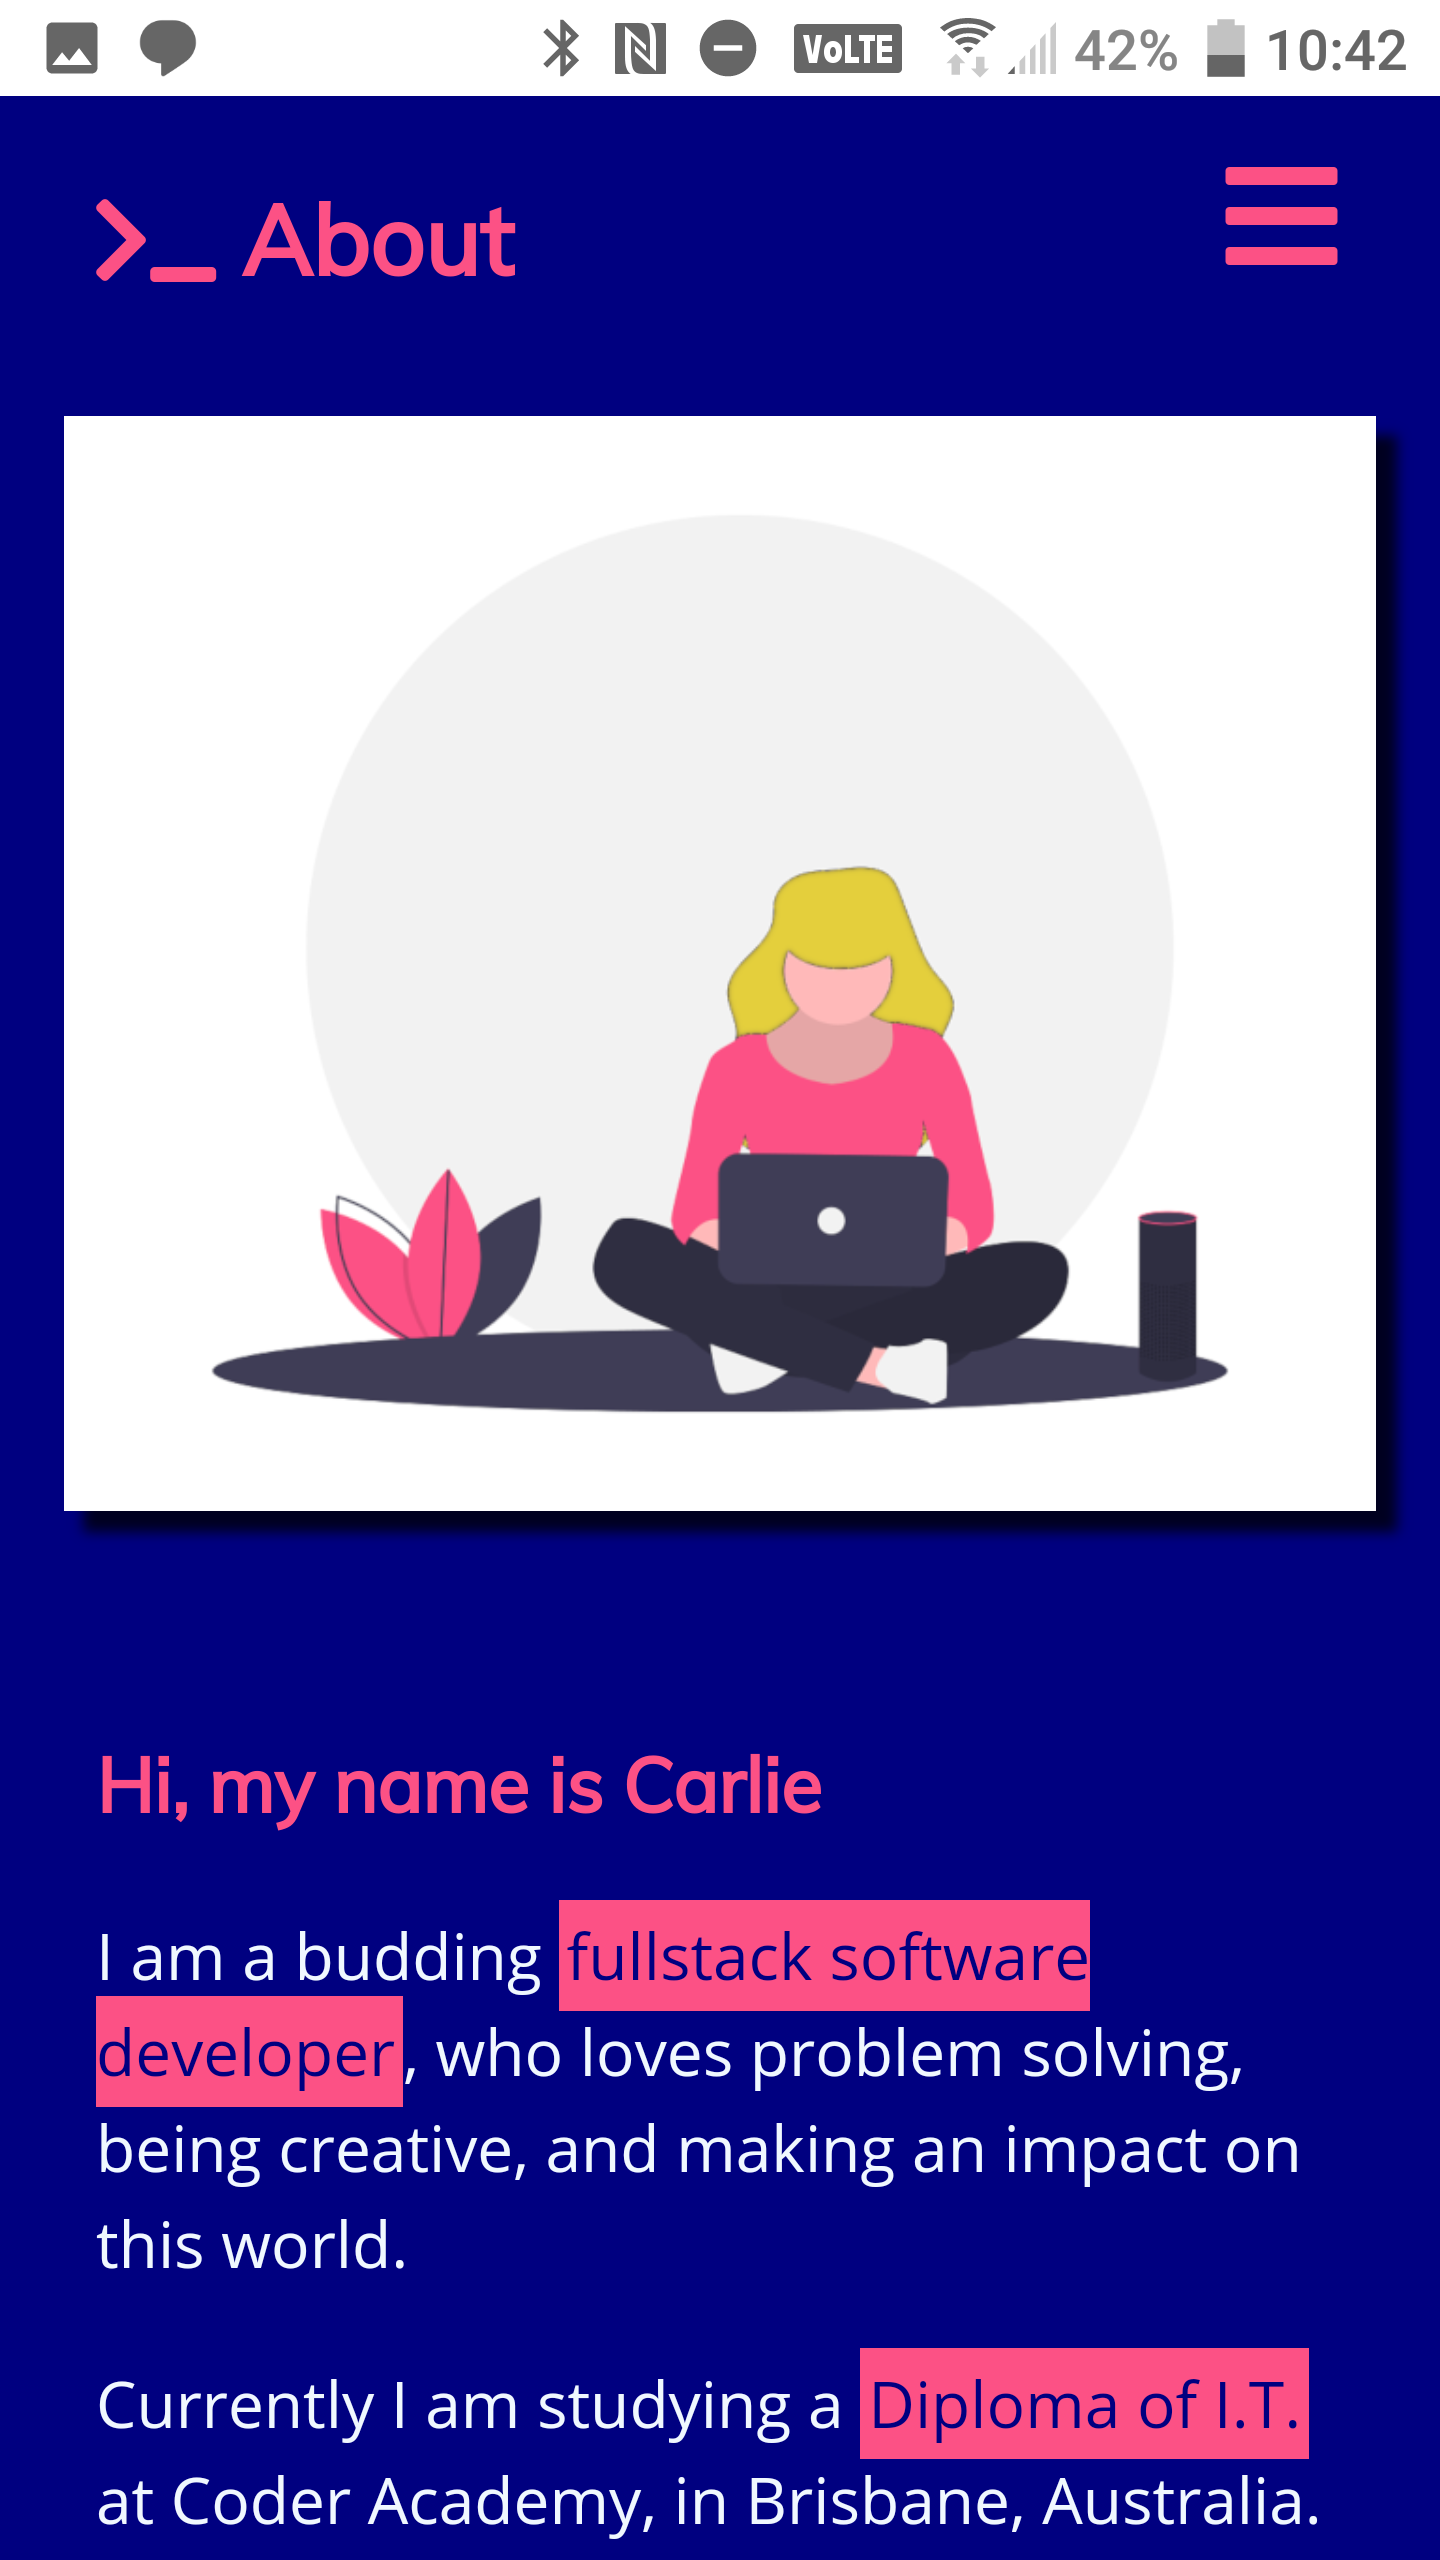 VoLTE 42% 10:42
>_ About
Hi, my name is Carlie
I am a budding fullstack software
developer, who loves problem solving,
being creative, and making an impact on
this world.
Currently I am studying a Diploma of I.T.
at Coder Academy, in Brisbane, Australia.